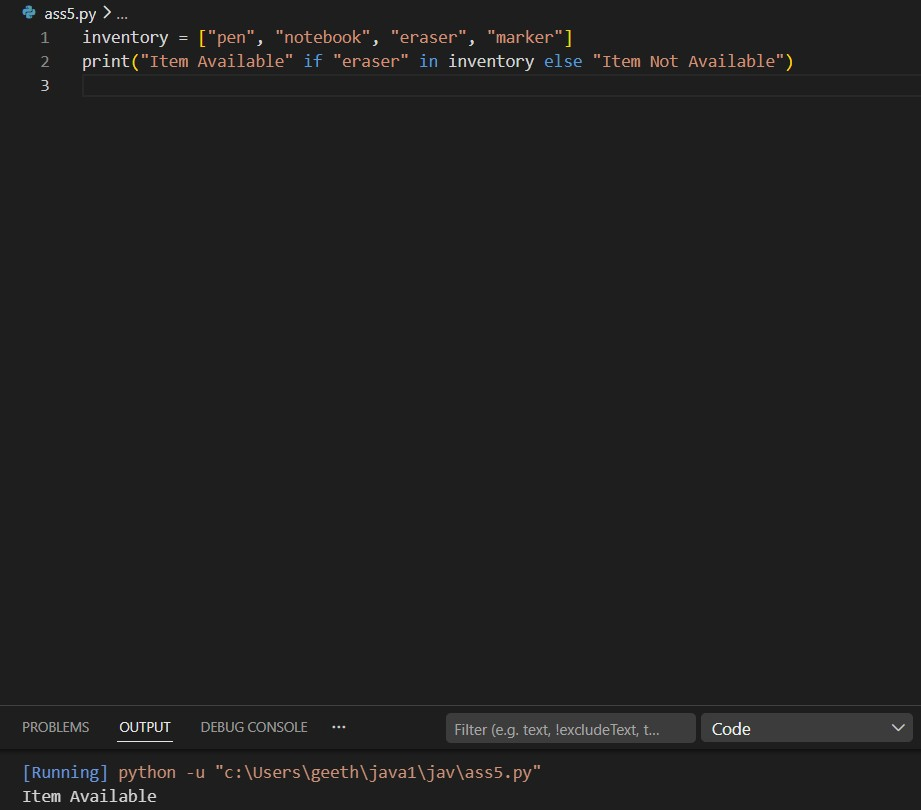 ass5.py > ...
1 inventory = ["pen", "notebook", "eraser", "marker"]
2 print("Item Available" if "eraser" in inventory else "Item Not Available")
3
PROBLEMS OUTPUT DEBUG CONSOLE ... Filter (e.g. text, !excludeText, t... Code
[Running] python -u "c:\Users\geeth\java1\jav\ass5.py"
Item Available